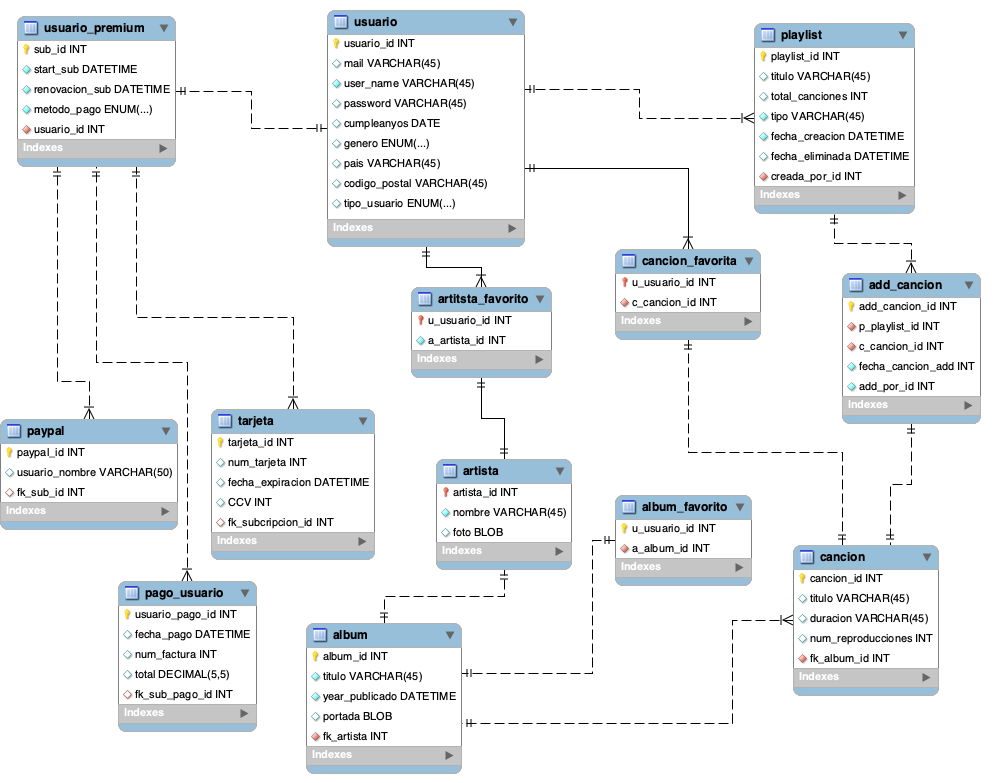 usuario_premium
sub_id INT
start_sub DATETIME
renovacion_sub DATETIME
metodo_pago ENUM(...)
usuario_id INT
Indexes
usuario
usuario_id INT
mail VARCHAR(45)
user_name VARCHAR(45)
password VARCHAR(45)
cumpleanyos DATE
genero ENUM(...)
pais VARCHAR(45)
codigo_postal VARCHAR(45)
tipo_usuario ENUM(...)
Indexes
playlist
playlist_id INT
titulo VARCHAR(45)
total_canciones INT
tipo VARCHAR(45)
fecha_creacion DATETIME
fecha_eliminada DATETIME
creada_por_id INT
Indexes
cancion_favorita
u_usuario_id INT
c_cancion_id INT
Indexes
add_cancion
add_cancion_id INT
p_playlist_id INT
c_cancion_id INT
fecha_cancion_add INT
add_por_id INT
Indexes
artitsta_favorito
u_usuario_id INT
a_artista_id INT
Indexes
paypal
paypal_id INT
usuario_nombre VARCHAR(50)
fk_sub_id INT
Indexes
tarjeta
tarjeta_id INT
num_tarjeta INT
fecha_expiracion DATETIME
CCV INT
fk_subcripcion_id INT
Indexes
artista
artista_id INT
nombre VARCHAR(45)
foto BLOB
Indexes
album_favorito
u_usuario_id INT
a_album_id INT
Indexes
cancion
cancion_id INT
titulo VARCHAR(45)
duracion VARCHAR(45)
num_reproducciones INT
fk_album_id INT
Indexes
pago_usuario
usuario_pago_id INT
fecha_pago DATETIME
num_factura INT
total DECIMAL(5,5)
fk_sub_pago_id INT
Indexes
album
album_id INT
titulo VARCHAR(45)
year_publicado DATETIME
portada BLOB
fk_artista INT
Indexes